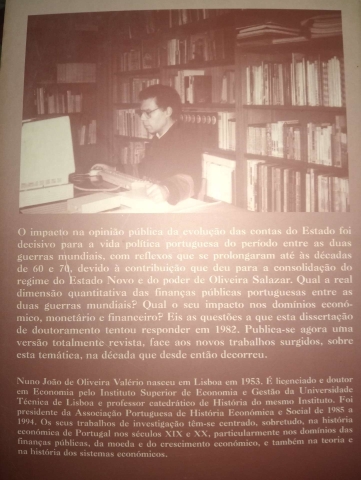 O impacto na opinião pública da evolução das contas do Estado foi
decisivo para a vida política portuguesa do período entre as duas
guerras mundiais, com reflexos que se prolongaram até às décadas
de 60 e 70, devido à contribuição que deu para a consolidação do
regime do Estado Novo e do poder de Oliveira Salazar. Qual a real
dimensão quantitativa das finanças públicas portuguesas entre as
duas guerras mundiais? Qual o seu impacto nos domínios econó-
mico, monetário e financeiro? Eis as questões a que esta dissertação
de doutoramento tentou responder em 1982. Publica-se agora uma
versão totalmente revista, face aos novos trabalhos surgidos, sobre
esta temática, na década que desde então decorreu.
Nuno João de Oliveira Valério nasceu em Lisboa em 1953. É licenciado e doutor
em Economia pelo Instituto Superior de Economia e Gestão da Universidade
Técnica de Lisboa e professor catedrático de História do mesmo Instituto. Foi
presidente da Associação Portuguesa de História Económica e Social de 1985 a
1994. Os seus trabalhos de investigação têm-se centrado, sobretudo, na história
económica de Portugal nos séculos XIX e XX, particularmente nos domínios das
finanças públicas, da moeda e do crescimento económico, e também na teoria e
na história dos sistemas económicos.